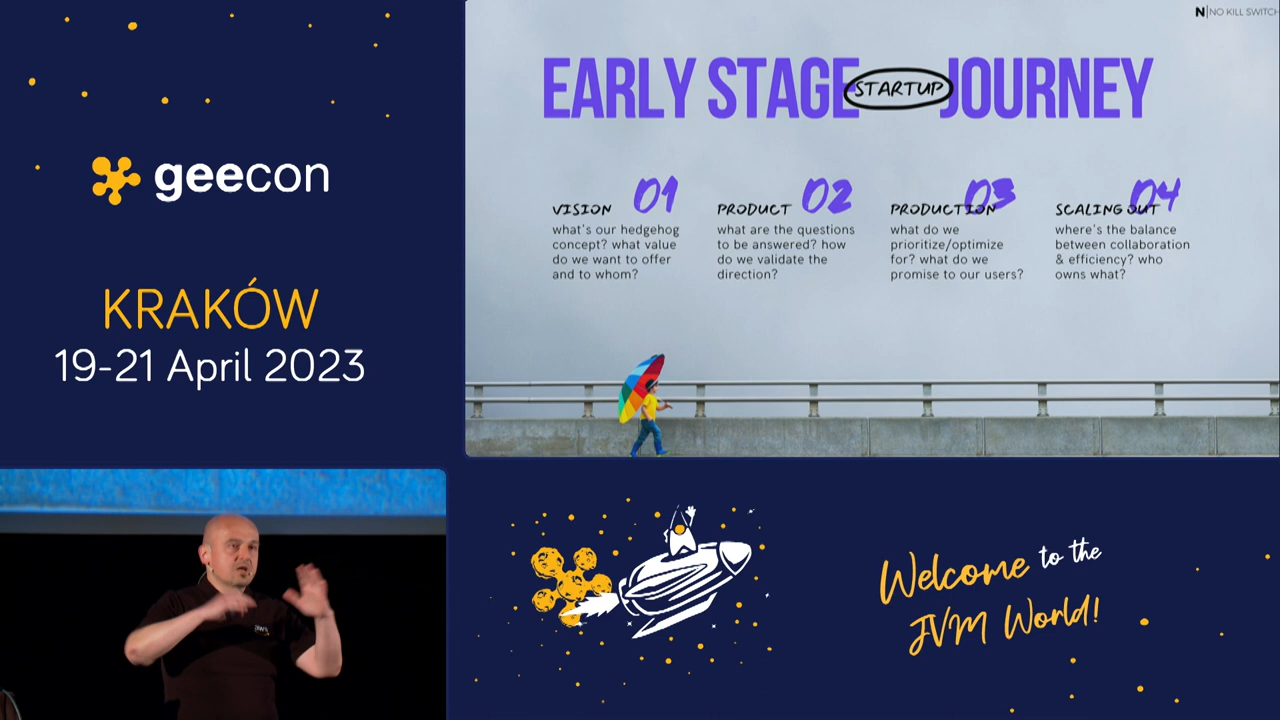 geecon
KRAKÓW
19-21 April 2023
N NO KILL SWITCH
EARLY STAGE STARTUP JOURNEY
01
VISION
what's our hedgehog
concept? what value
do we want to offer
and to whom?
02
PRODUCT
what are the questions
to be answered? how
do we validate the
direction?
03
PRODUCTION
what do we
prioritize/optimize
for? what do we
promise to our users?
04
SCALING OUT
where's the balance
between collaboration
& efficiency? who
owns what?
Welcome to the
JVM World!